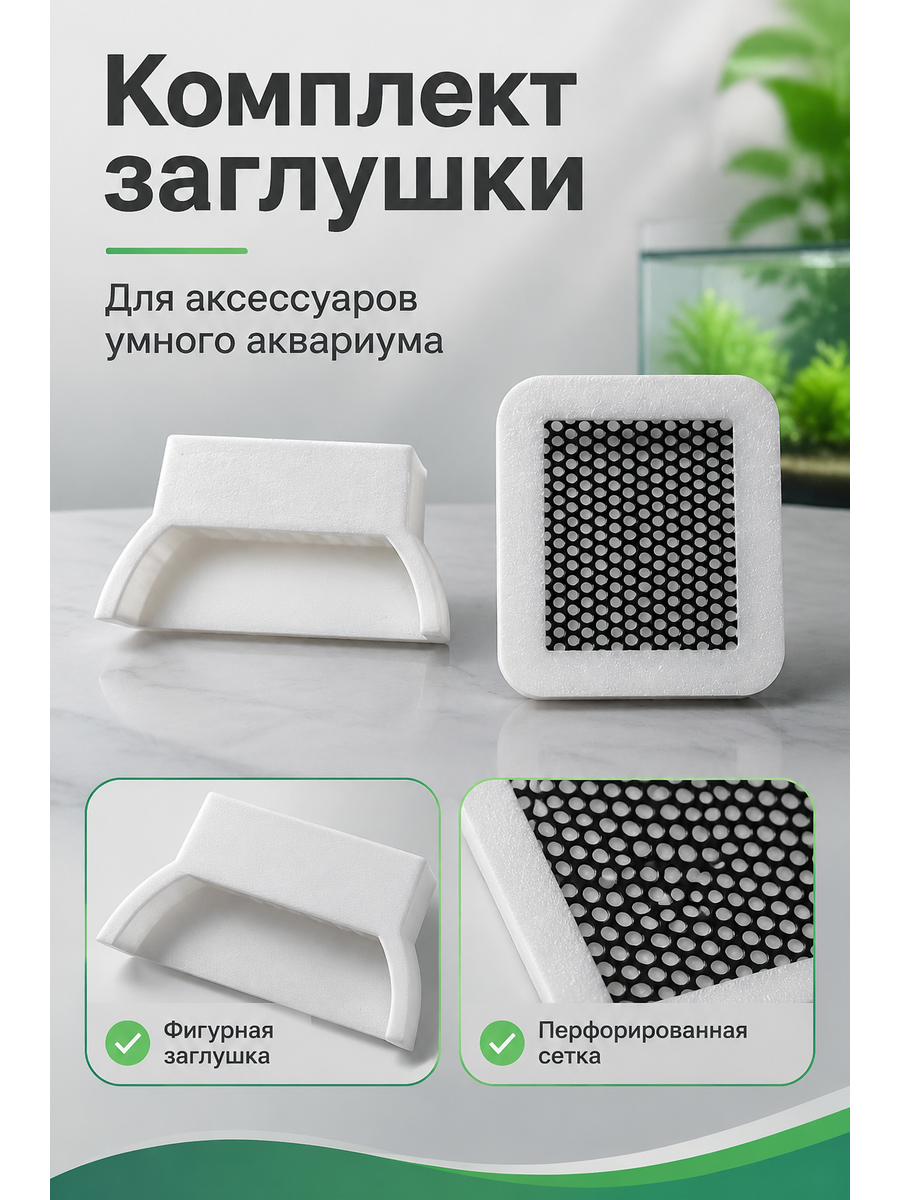 Комплект
заглушки
Для аксессуаров
умного аквариума
Фигурная
заглушка
Перфорированная
сетка